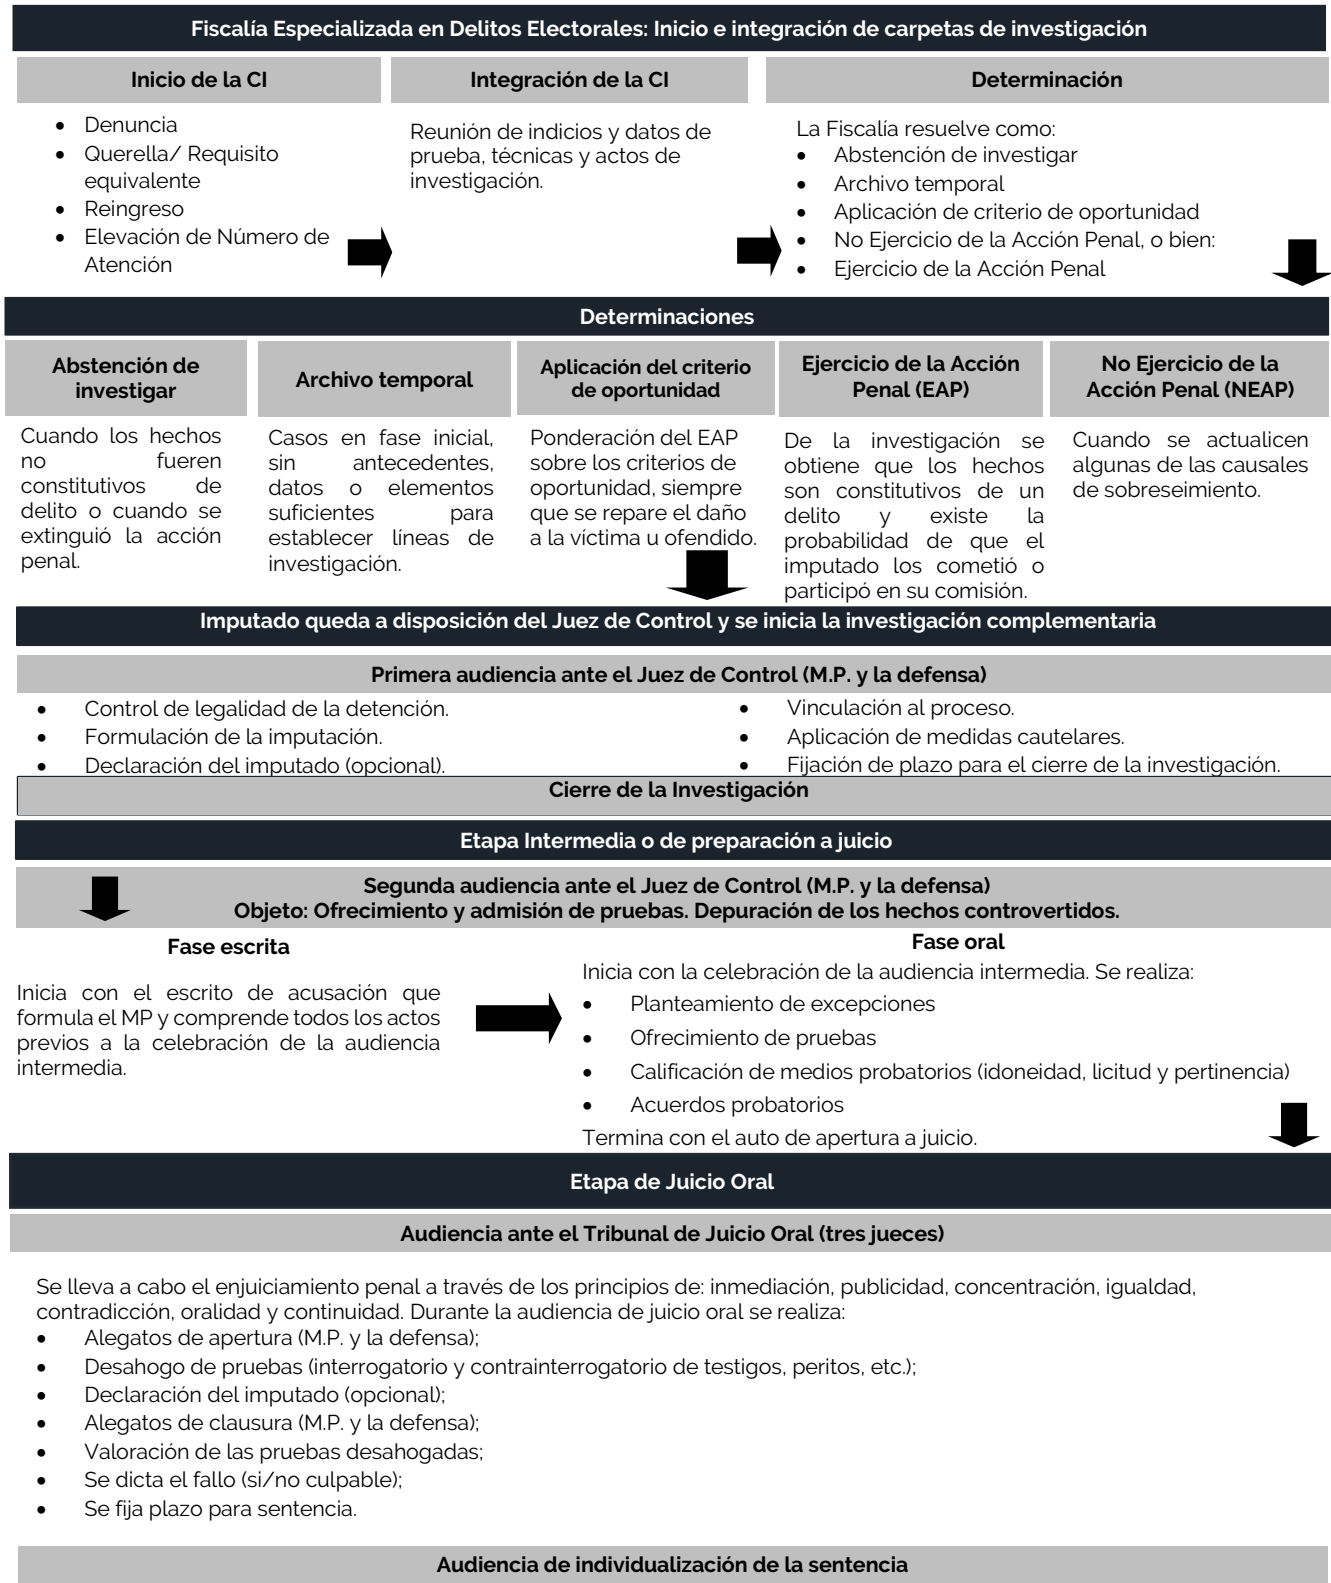 Fiscalía Especializada en Delitos Electorales: Inicio e integración de carpetas de investigación
Inicio de la CI
• Denuncia
• Querella/ Requisito
equivalente
• Reingreso
• Elevación de Número de
Atención
Integración de la CI
Reunión de indicios y datos de
prueba, técnicas y actos de
investigación.
Determinación
La Fiscalía resuelve como:
• Abstención de investigar
• Archivo temporal
• Aplicación de criterio de oportunidad
• No Ejercicio de la Acción Penal, o bien:
• Ejercicio de la Acción Penal
Determinaciones
Abstención de
investigar
Cuando los hechos
no fueren
constitutivos de
delito o cuando se
extinguió la acción
penal.
Archivo temporal
Casos en fase inicial,
sin antecedentes,
datos o elementos
suficientes para
establecer líneas de
investigación.
Aplicación del criterio
de oportunidad
Ponderación del EAP
sobre los criterios de
oportunidad, siempre
que se repare el daño
a la víctima u ofendido.
Ejercicio de la Acción
Penal (EAP)
De la investigación se
obtiene que los hechos
son constitutivos de un
delito y existe la
probabilidad de que el
imputado los cometió o
participó en su comisión.
No Ejercicio de la
Acción Penal (NEAP)
Cuando se actualicen
algunas de las causales
de sobreseimiento.
Imputado queda a disposición del Juez de Control y se inicia la investigación complementaria
Primera audiencia ante el Juez de Control (M.P. y la defensa)
• Control de legalidad de la detención.
• Formulación de la imputación.
• Declaración del imputado (opcional).
• Vinculación al proceso.
• Aplicación de medidas cautelares.
• Fijación de plazo para el cierre de la investigación.
Cierre de la Investigación
Etapa Intermedia o de preparación a juicio
Segunda audiencia ante el Juez de Control (M.P. y la defensa)
Objeto: Ofrecimiento y admisión de pruebas. Depuración de los hechos controvertidos.
Fase escrita
Inicia con el escrito de acusación que
formula el MP y comprende todos los actos
previos a la celebración de la audiencia
intermedia.
Fase oral
Inicia con la celebración de la audiencia intermedia. Se realiza:
• Planteamiento de excepciones
• Ofrecimiento de pruebas
• Calificación de medios probatorios (idoneidad, licitud y pertinencia)
• Acuerdos probatorios
Termina con el auto de apertura a juicio.
Etapa de Juicio Oral
Audiencia ante el Tribunal de Juicio Oral (tres jueces)
Se lleva a cabo el enjuiciamiento penal a través de los principios de: inmediación, publicidad, concentración, igualdad,
contradicción, oralidad y continuidad. Durante la audiencia de juicio oral se realiza:
• Alegatos de apertura (M.P. y la defensa);
• Desahogo de pruebas (interrogatorio y contrainterrogatorio de testigos, peritos, etc.);
• Declaración del imputado (opcional);
• Alegatos de clausura (M.P. y la defensa);
• Valoración de las pruebas desahogadas;
• Se dicta el fallo (si/no culpable);
• Se fija plazo para sentencia.
Audiencia de individualización de la sentencia